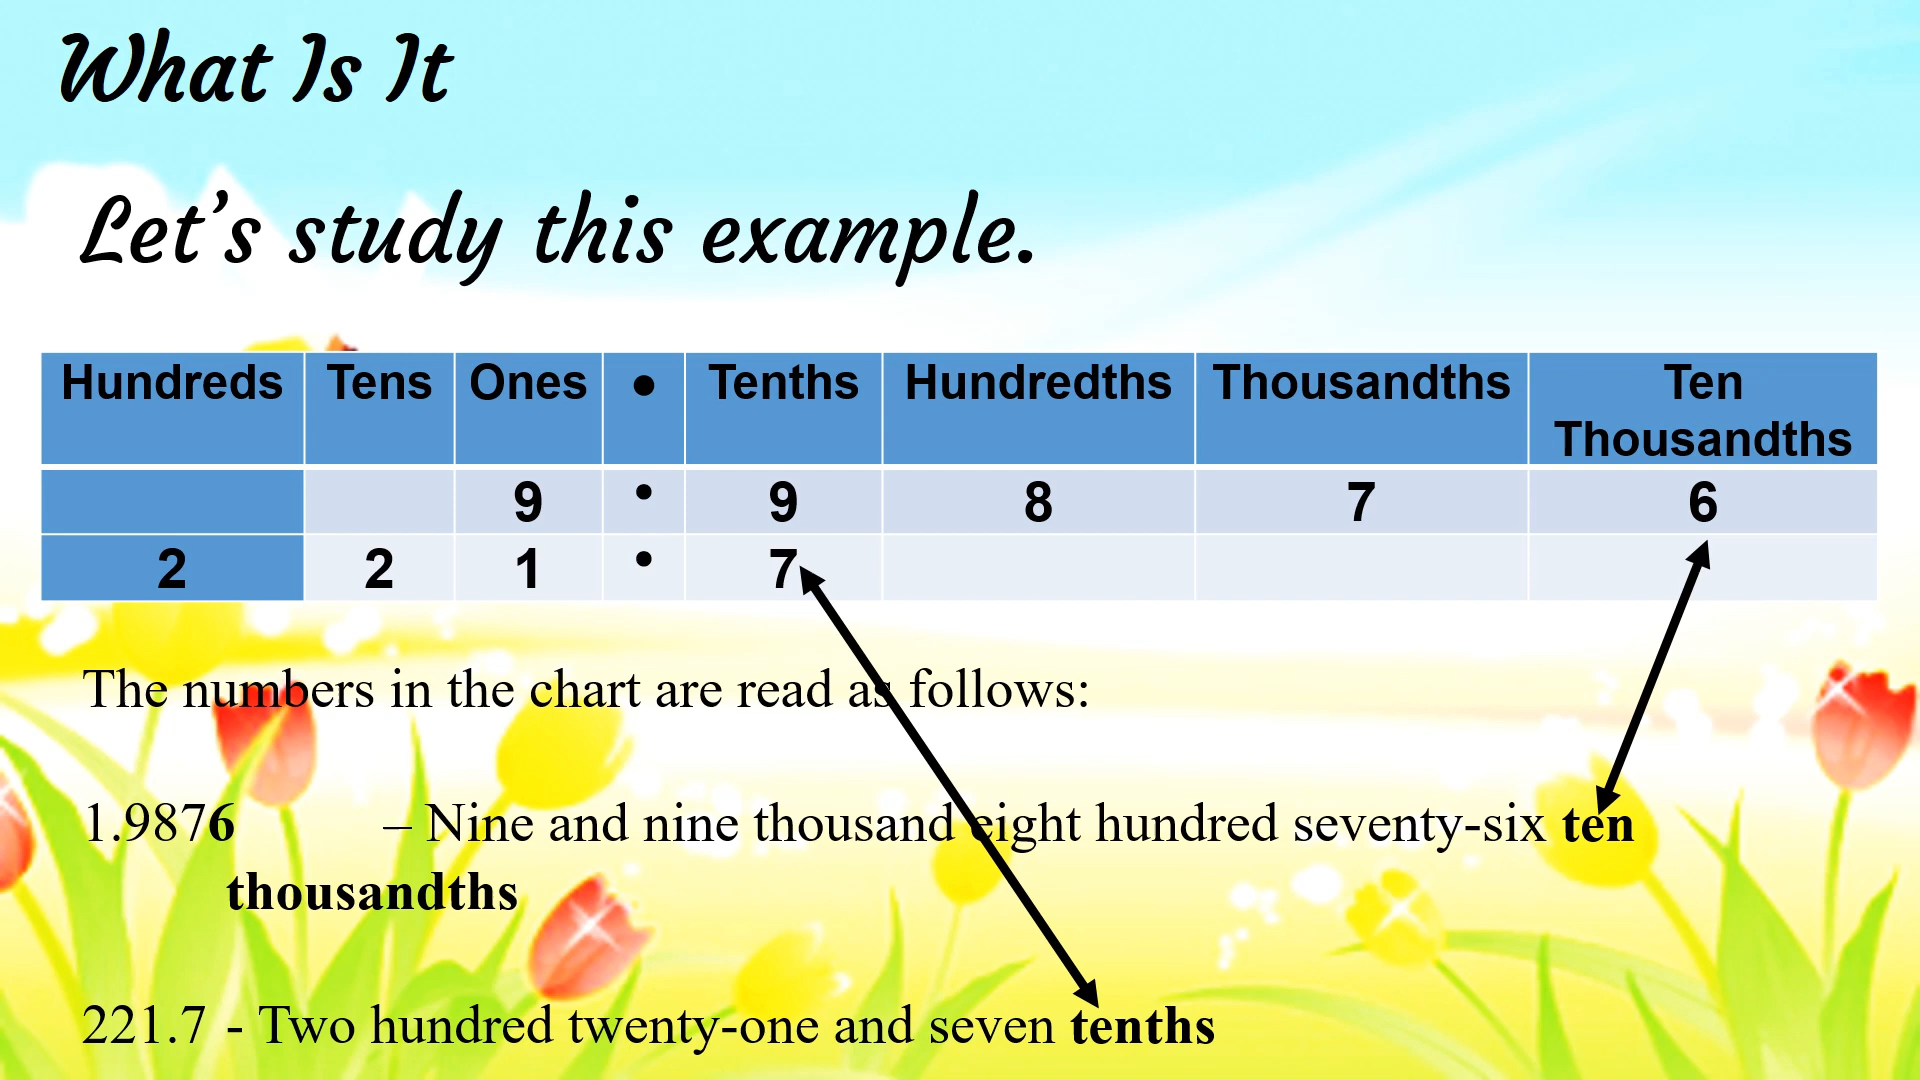 What Is It
Let’s study this example.
Hundreds Tens Ones • Tenths Hundredths Thousandths Ten
Thousandths
9 • 9 8 7 6
2 2 1 • 7
The numbers in the chart are read as follows:
1.9876 – Nine and nine thousand eight hundred seventy-six ten
thousandths
221.7 - Two hundred twenty-one and seven tenths